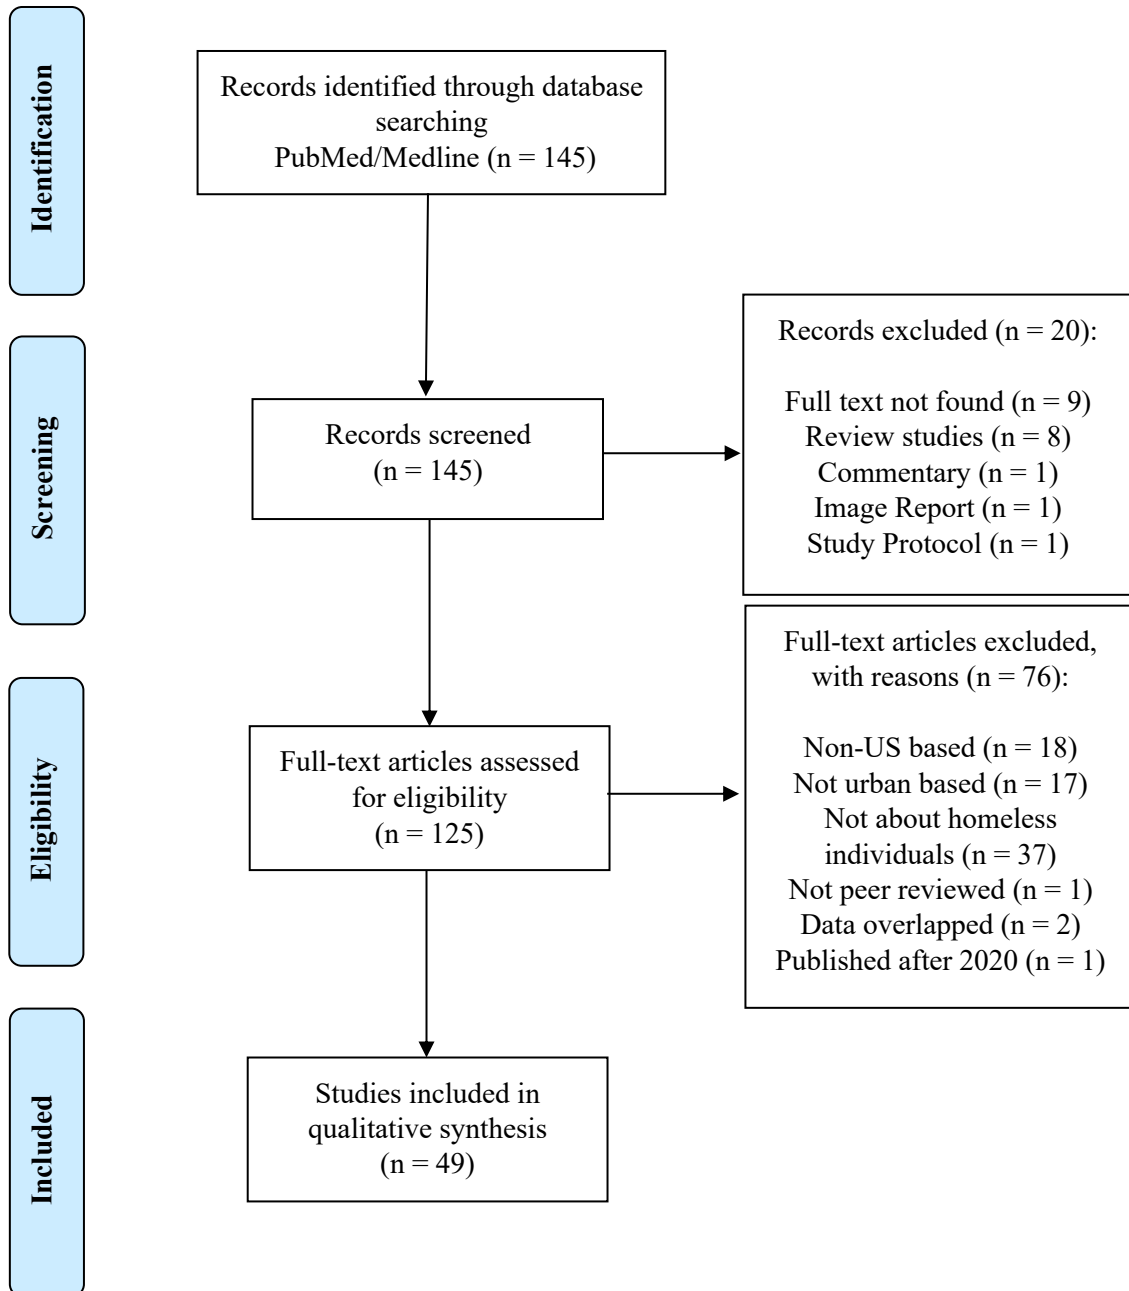 Identification
Records identified through database
searching
PubMed/Medline (n = 145)
Screening
Records screened
(n = 145)
Records excluded (n = 20):
Full text not found (n = 9)
Review studies (n = 8)
Commentary (n = 1)
Image Report (n = 1)
Study Protocol (n = 1)
Eligibility
Full-text articles assessed
for eligibility
(n = 125)
Full-text articles excluded,
with reasons (n = 76):
Non-US based (n = 18)
Not urban based (n = 17)
Not about homeless
individuals (n = 37)
Not peer reviewed (n = 1)
Data overlapped (n = 2)
Published after 2020 (n = 1)
Included
Studies included in
qualitative synthesis
(n = 49)